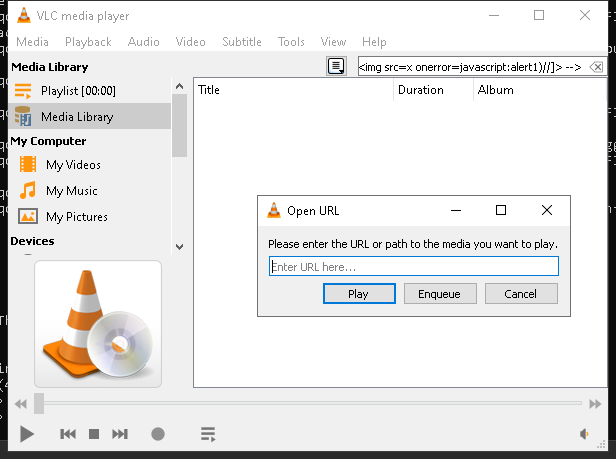 VLC media player
Media Playback Audio Video Subtitle Tools View Help
Media Library
<img src=x onerror=javascript:alert1)//]> -->
Playlist [00:00]
Title Duration Album
Media Library
My Computer
My Videos
My Music
My Pictures
Devices
Open URL
Please enter the URL or path to the media you want to play.
Enter URL here...
Play Enqueue Cancel